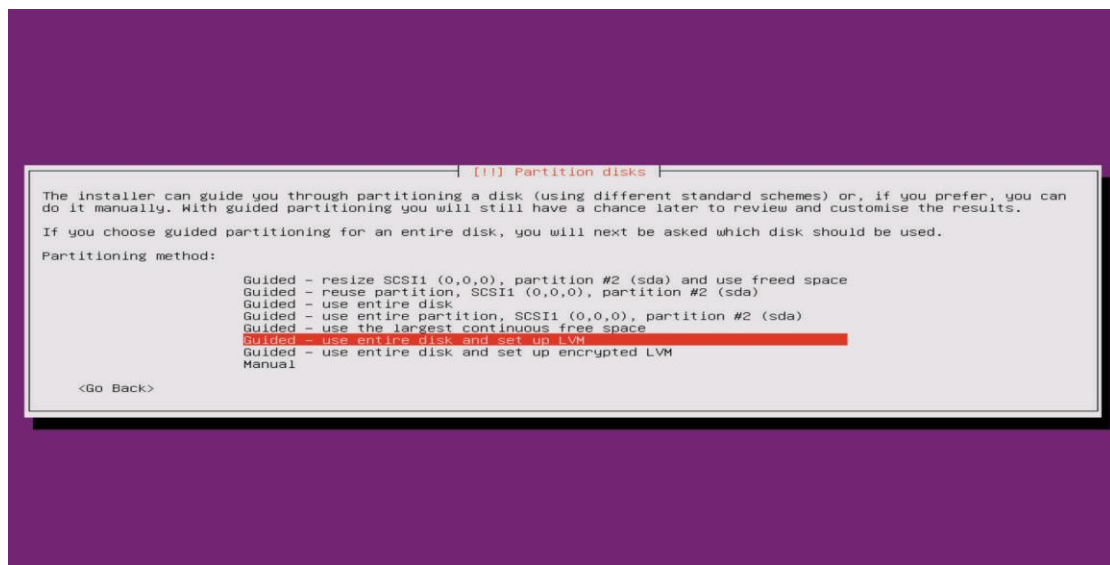 [!!] Partition disks
The installer can guide you through partitioning a disk (using different standard schemes) or, if you prefer, you can
do it manually. With guided partitioning you will still have a chance later to review and customise the results.
If you choose guided partitioning for an entire disk, you will next be asked which disk should be used.
Partitioning method:
Guided - resize SCSI1 (0,0,0), partition #2 (sda) and use freed space
Guided - reuse partition, SCSI1 (0,0,0), partition #2 (sda)
Guided - use entire disk
Guided - use entire partition, SCSI1 (0,0,0), partition #2 (sda)
Guided - use the largest continuous free space
Guided - use entire disk and set up LVM
Guided - use entire disk and set up encrypted LVM
Manual
<Go Back>